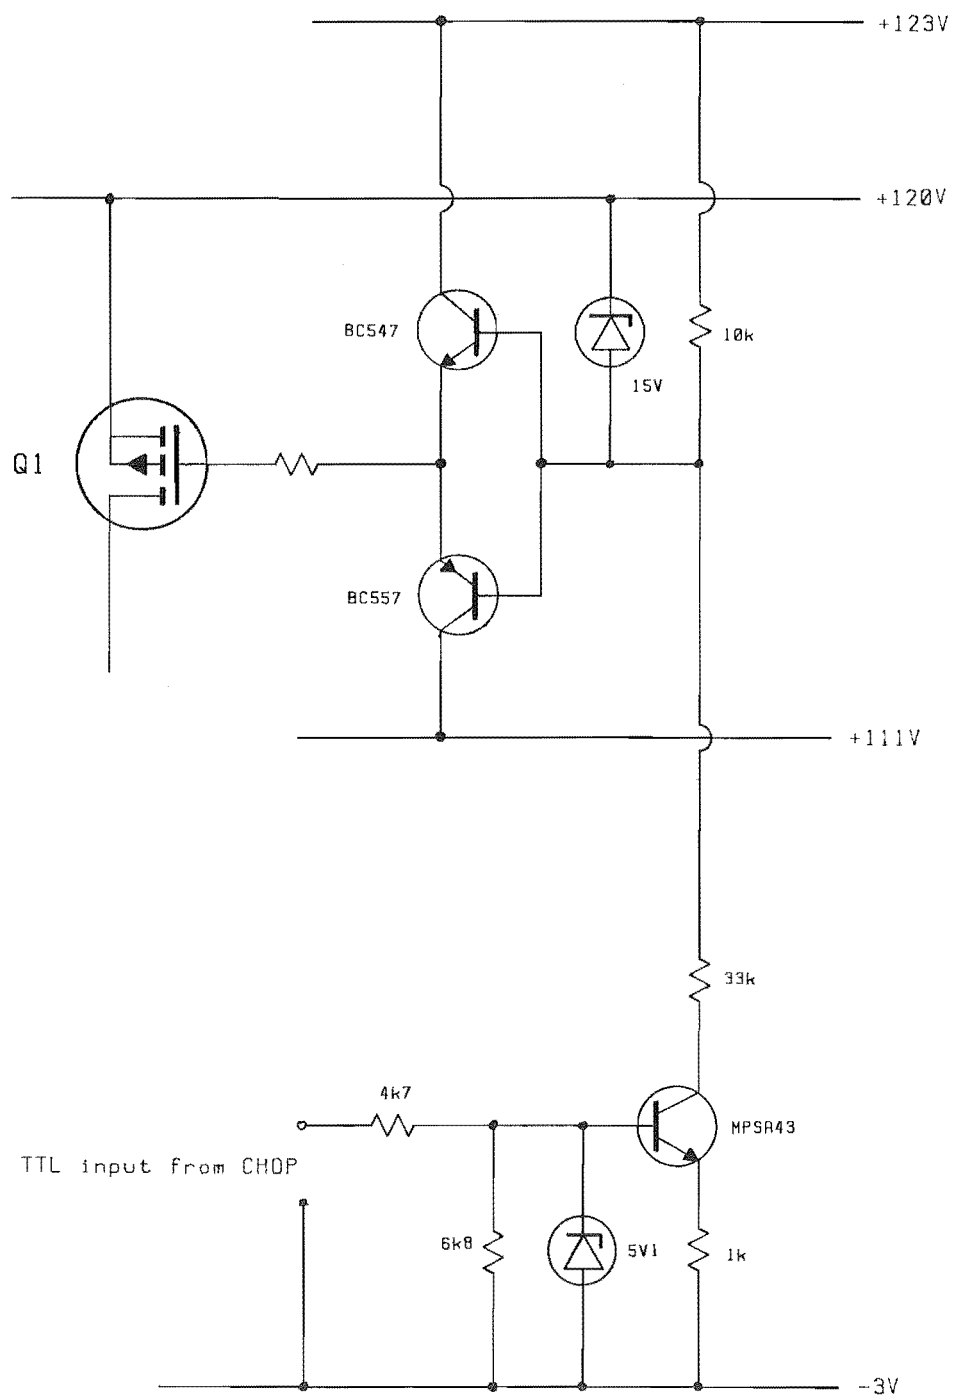 +123V
+120V
BC547
10k
15V
Q1
BC557
+111V
33k
4k7
MPSA43
TTL input from CHOP
6k8
5V1
1k
-3V